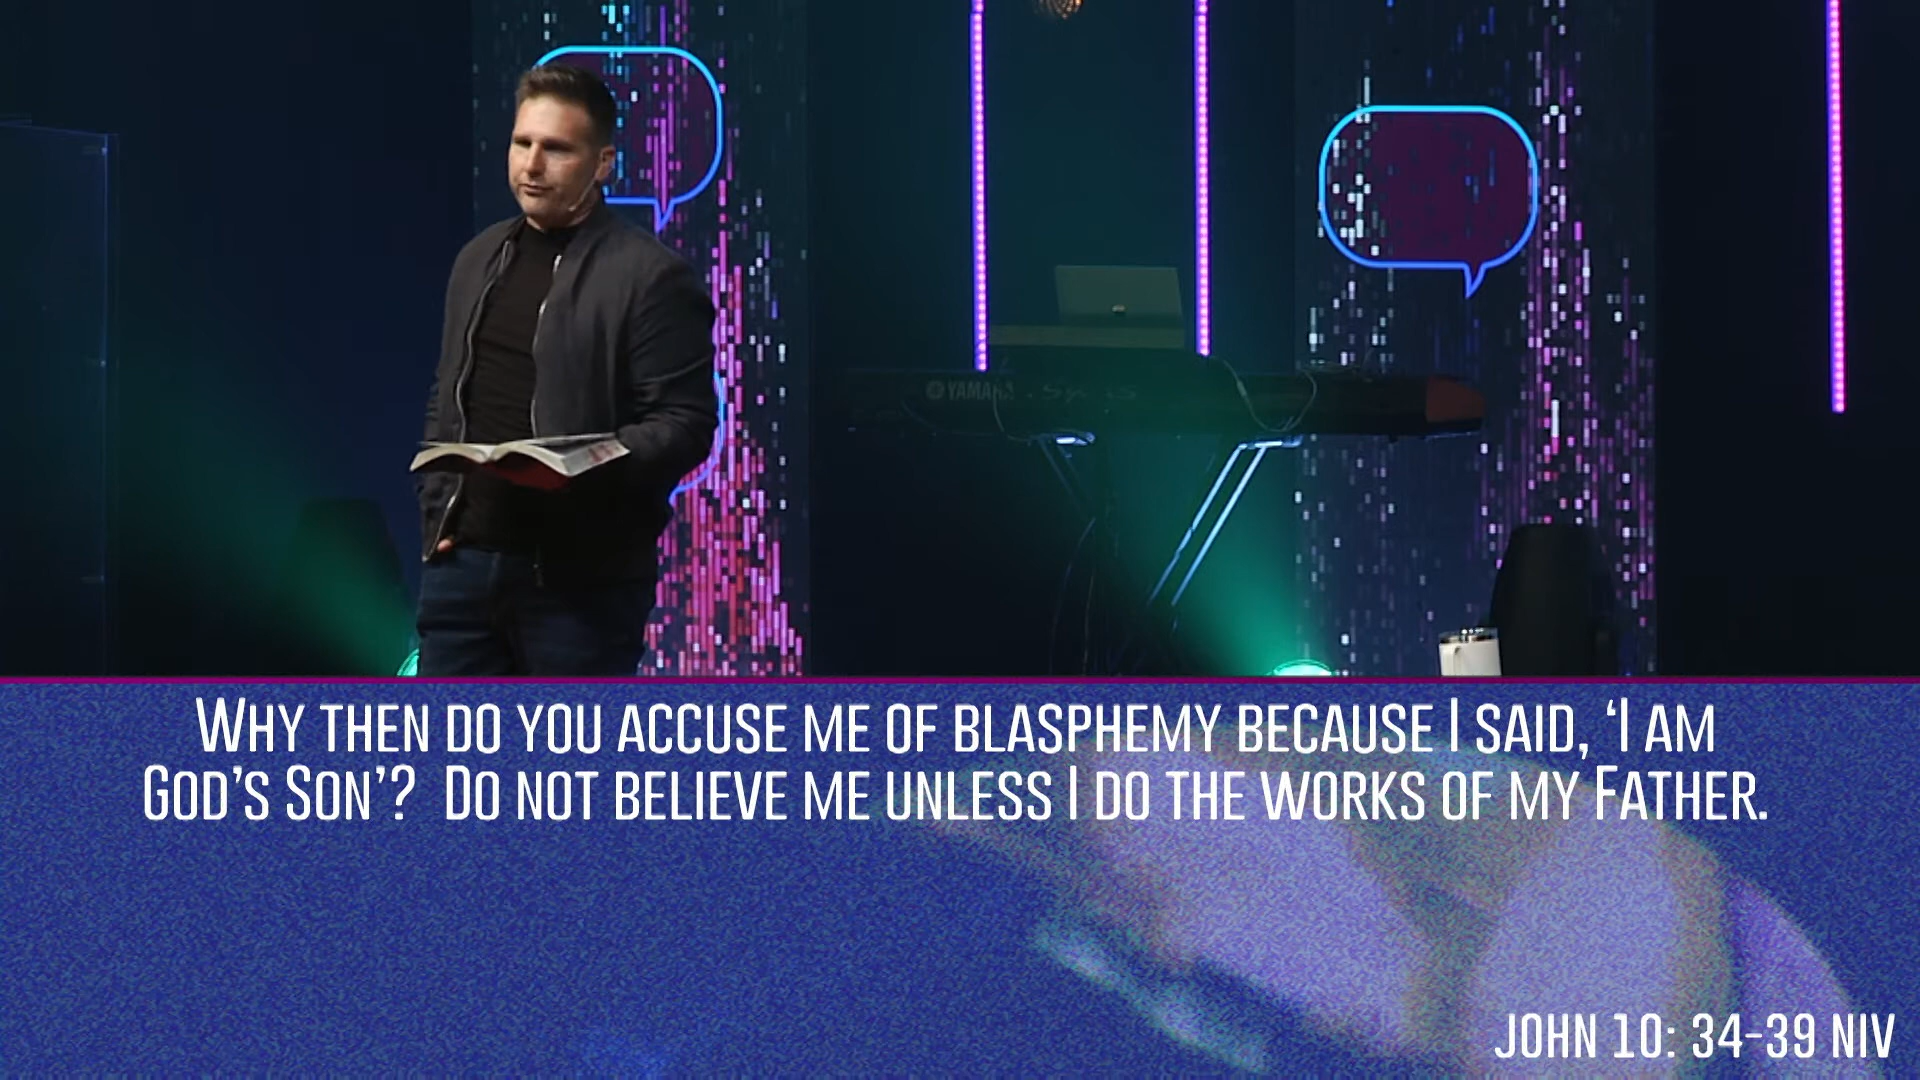 YAMAHA
Why then do you accuse me of blasphemy because I said, ‘I am
God’s Son’?  Do not believe me unless I do the works of my Father.
John 10: 34-39 NIV